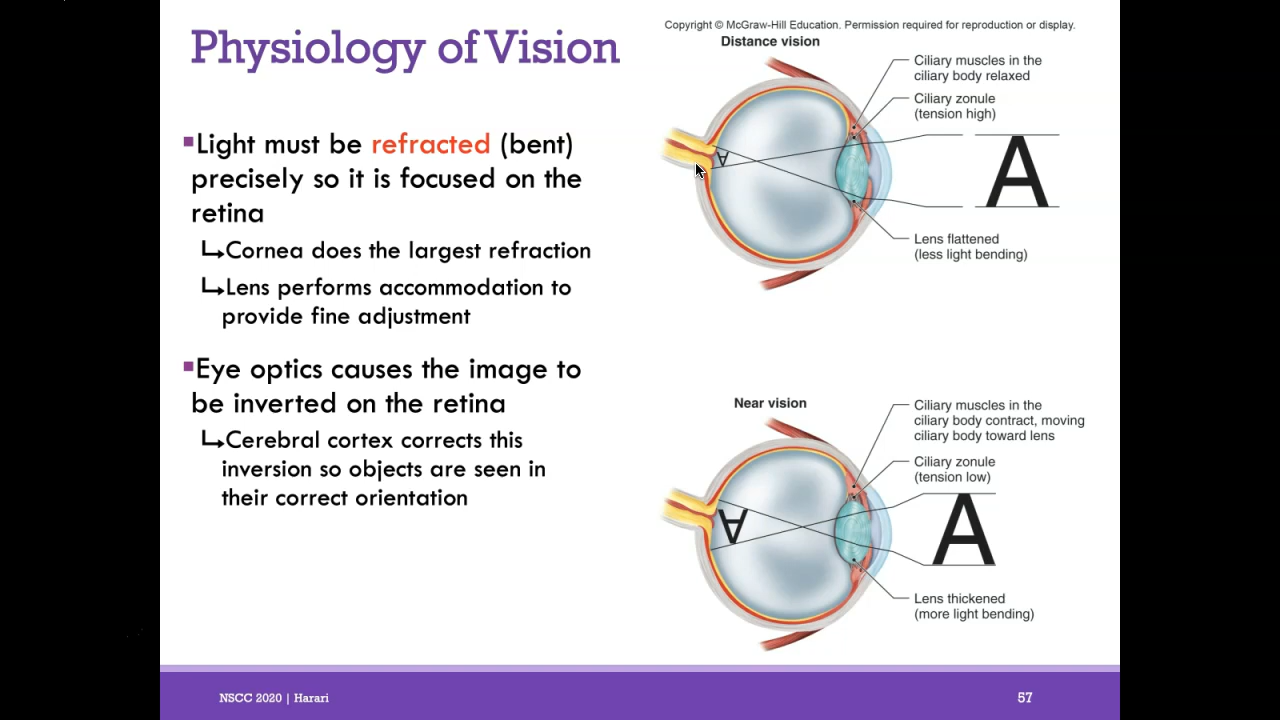 Physiology of Vision
▪Light must be refracted (bent)
precisely so it is focused on the
retina
↳Cornea does the largest refraction
↳Lens performs accommodation to
provide fine adjustment
▪Eye optics causes the image to
be inverted on the retina
↳Cerebral cortex corrects this
inversion so objects are seen in
their correct orientation
Copyright © McGraw-Hill Education. Permission required for reproduction or display.
Distance vision
Ciliary muscles in the
ciliary body relaxed
Ciliary zonule
(tension high)
A
A
Lens flattened
(less light bending)
Near vision
Ciliary muscles in the
ciliary body contract, moving
ciliary body toward lens
Ciliary zonule
(tension low)
A
A
Lens thickened
(more light bending)
NSCC 2020 | Harari
57